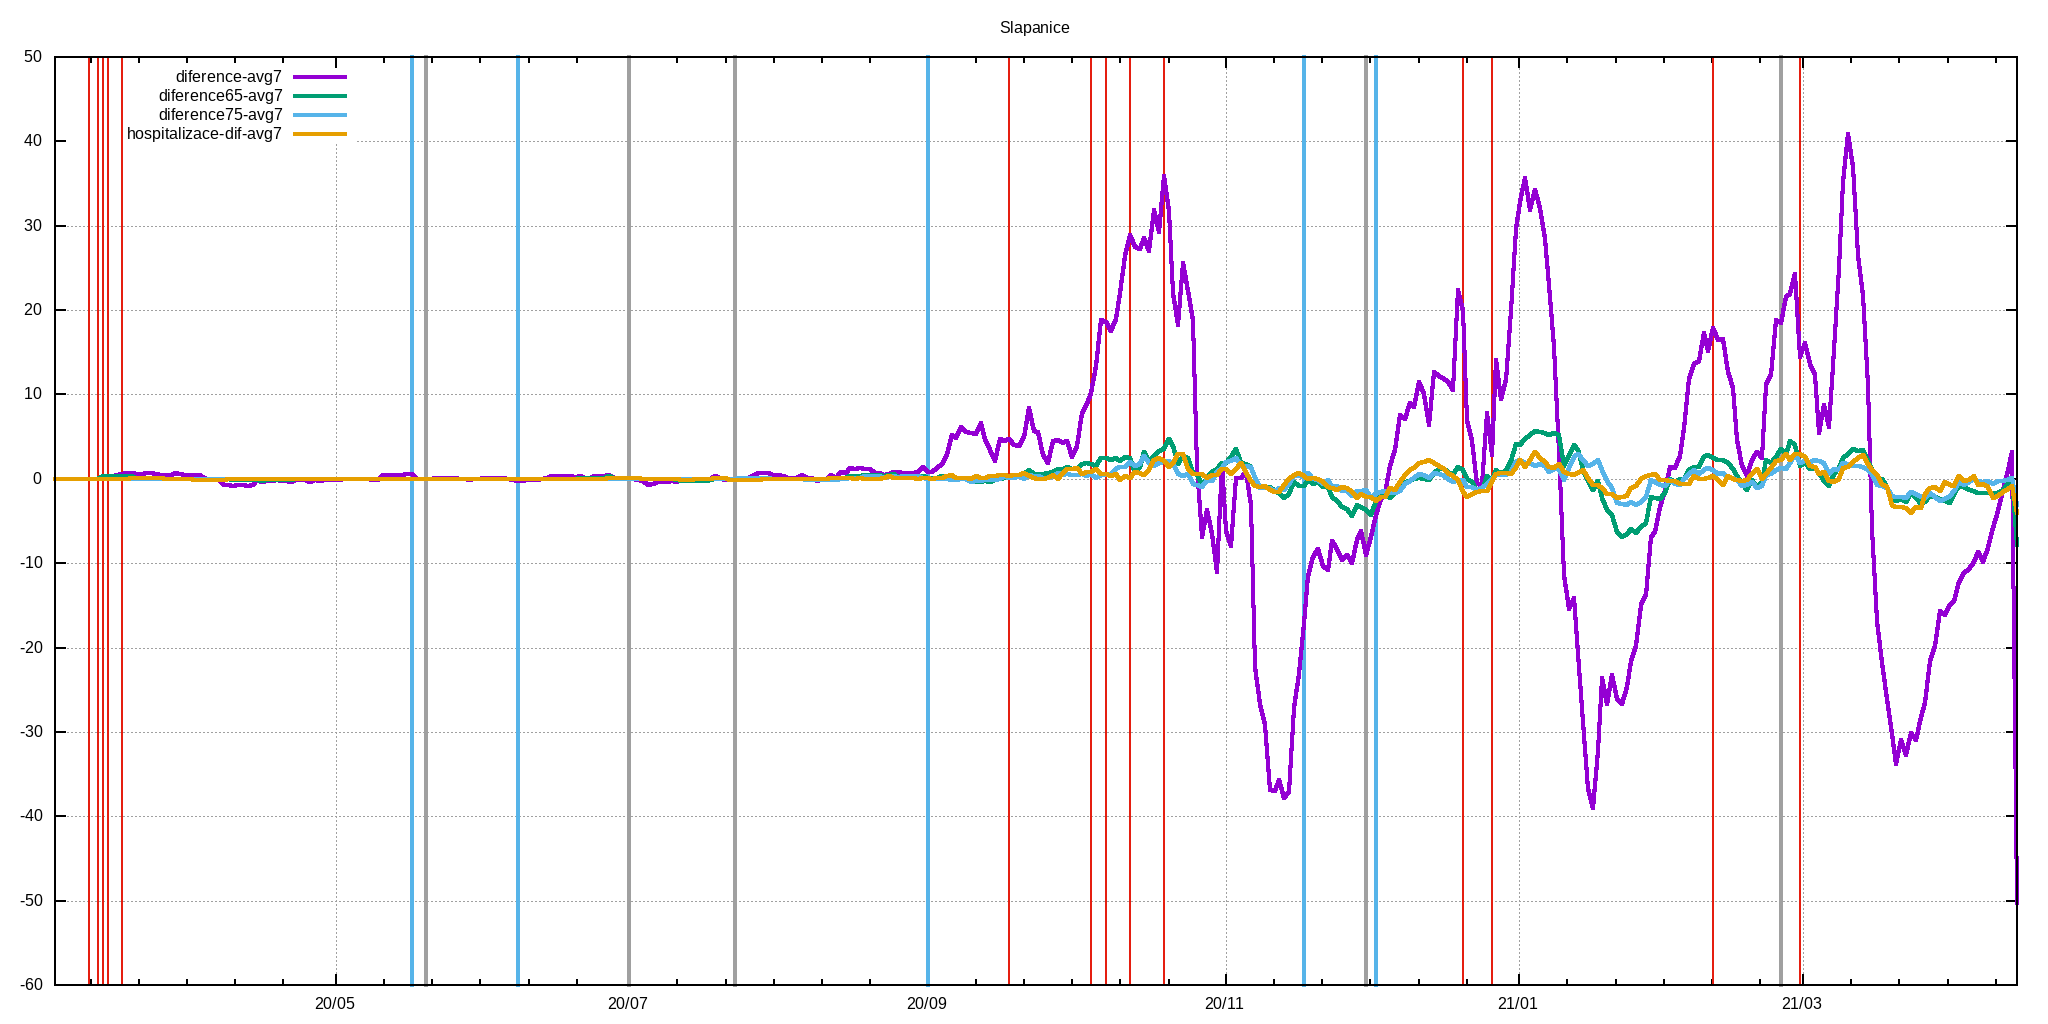 Slapanice
50
diference-avg7
diference65-avg7
diference75-avg7
hospitalizace-dif-avg7
40
30
20
10
0
-10
-20
-30
-40
-50
-60
20/05 20/07 20/09 20/11 21/01 21/03